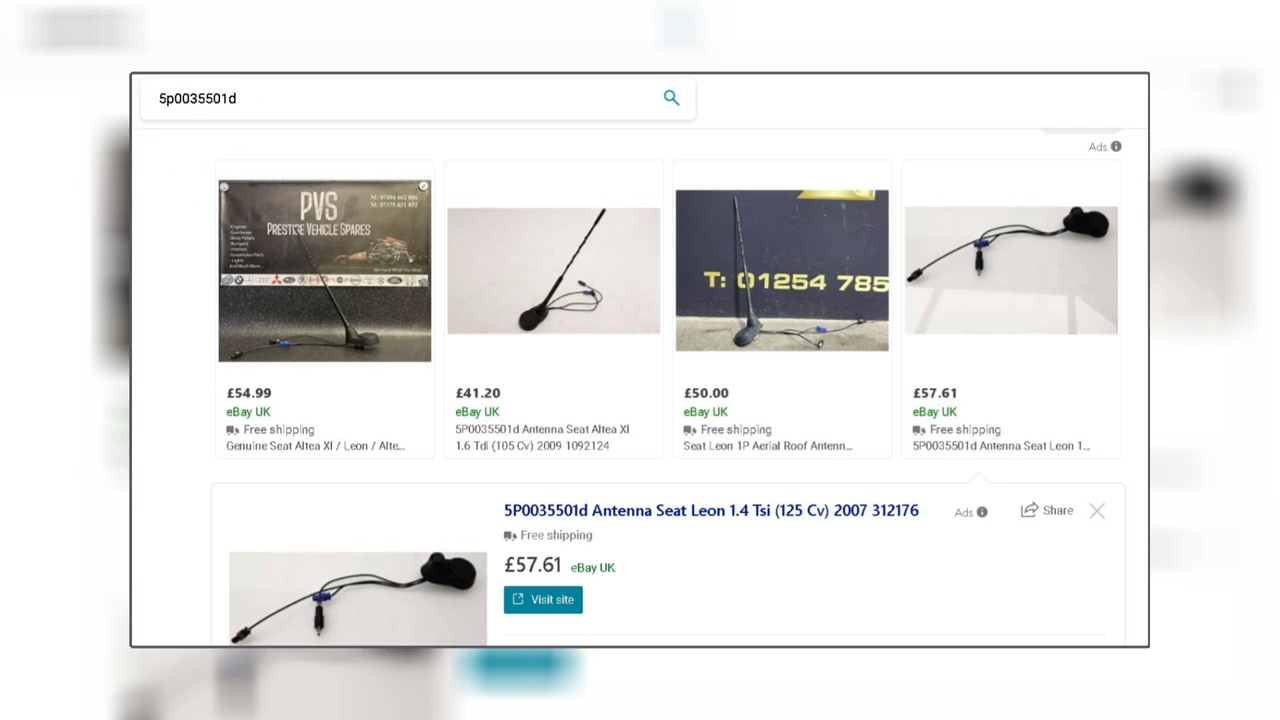 5p0035501d
Ads
PVS
PRESTIGE VEHICLE SPARES
T: 01254 785
£54.99
eBay UK
Free shipping
Genuine Seat Altea Xl / Leon / Alte...
£41.20
eBay UK
5P0035501d Antenna Seat Altea Xl
1.6 Tdi (105 Cv) 2009 1092124
£50.00
eBay UK
Free shipping
Seat Leon 1P Aerial Roof Antenn...
£57.61
eBay UK
Free shipping
5P0035501d Antenna Seat Leon 1...
5P0035501d Antenna Seat Leon 1.4 Tsi (125 Cv) 2007 312176
Ads
Share
Free shipping
£57.61 eBay UK
Visit site